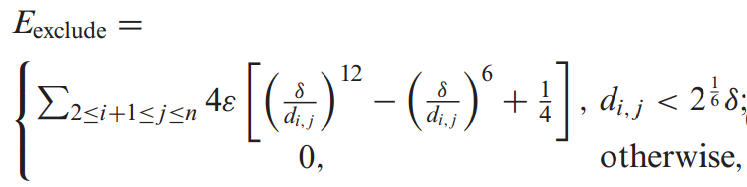 E_exclude =
{ ∑_{2≤i+1≤j≤n} 4ε [ (δ/d_{i,j})^{12} − (δ/d_{i,j})^{6} + 1/4 ], d_{i,j} < 2^{1/6} δ;
0, otherwise,